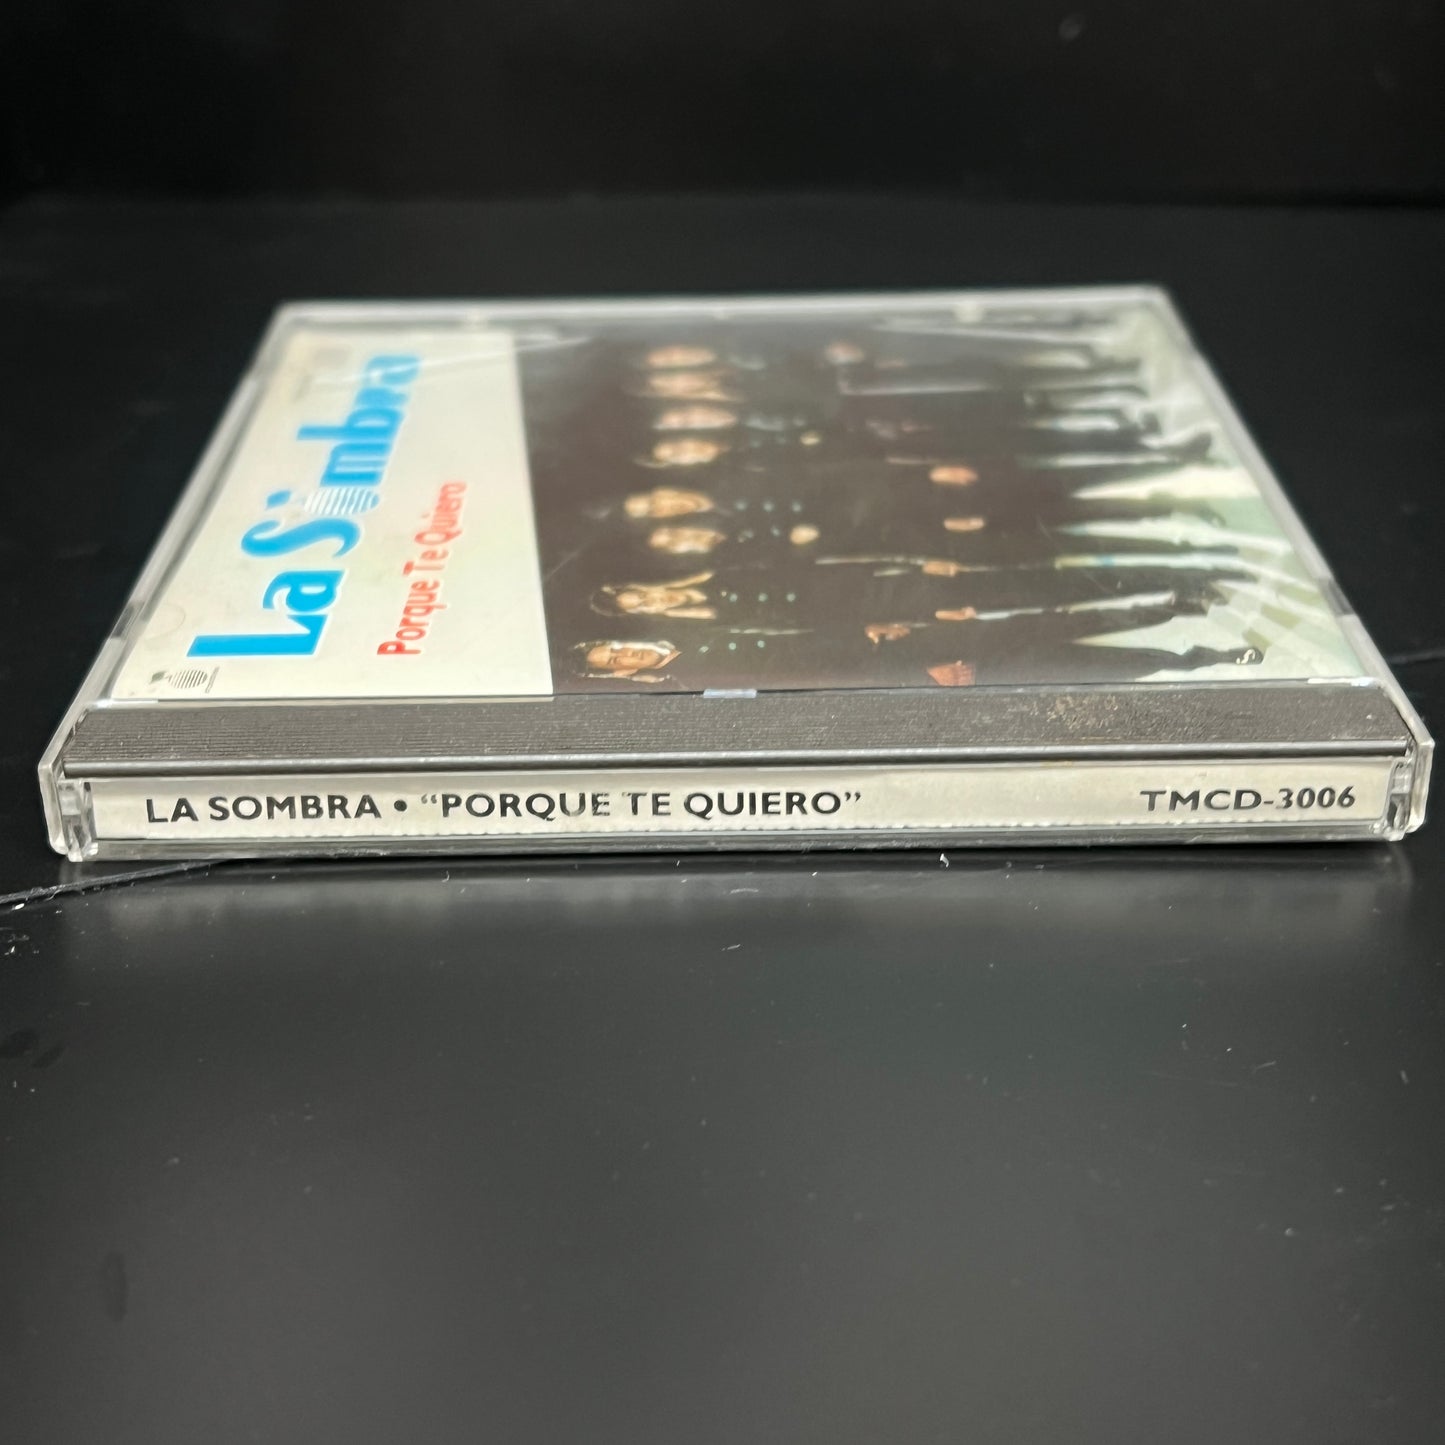 La Sombra
Porque Te Quiero
LA SOMBRA • “PORQUE TE QUIERO” TMCD-3006